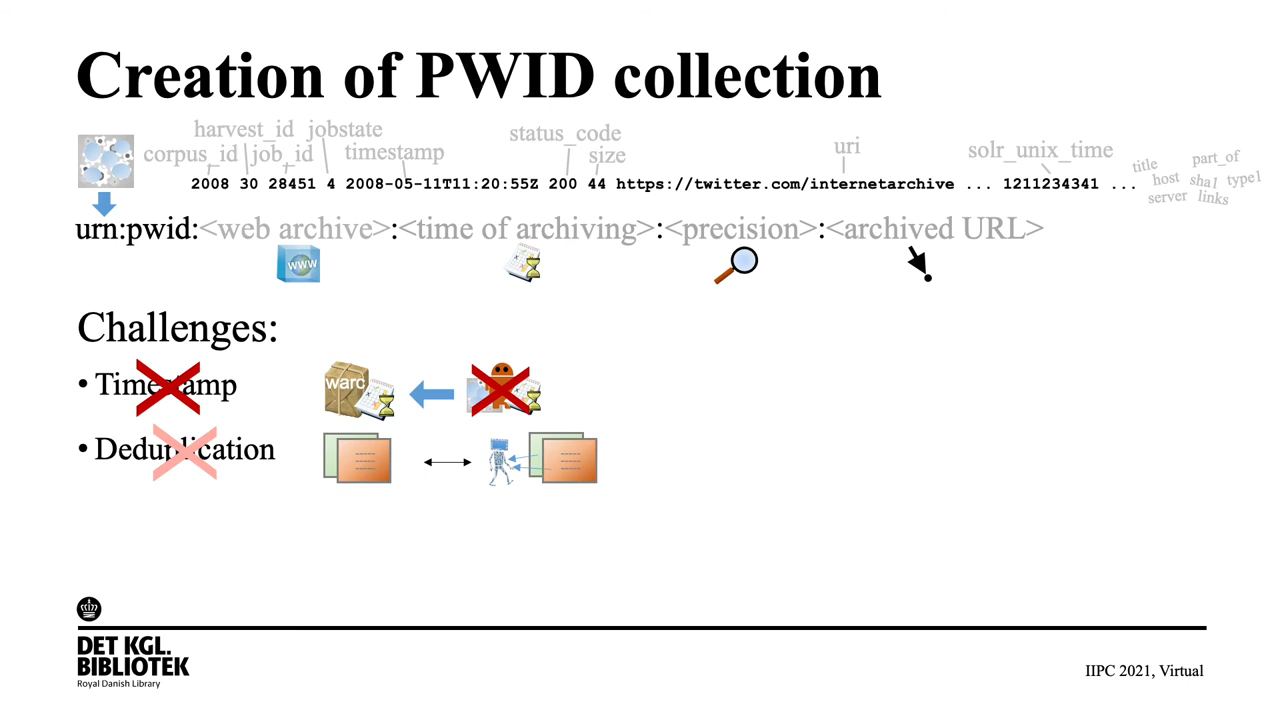 Creation of PWID collection
harvest_id jobstate
corpus_id job_id timestamp
status_code
size
uri
solr_unix_time
title
part_of
host sha1 type1
server links
2008 30 28451 4 2008-05-11T11:20:55Z 200 44 https://twitter.com/internetarchive ... 1211234341 ...
urn:pwid:<web archive>:<time of archiving>:<precision>:<archived URL>
www
Challenges:
• Timestamp
warc
• Deduplication
DET KGL.
BIBLIOTEK
Royal Danish Library
IIPC 2021, Virtual